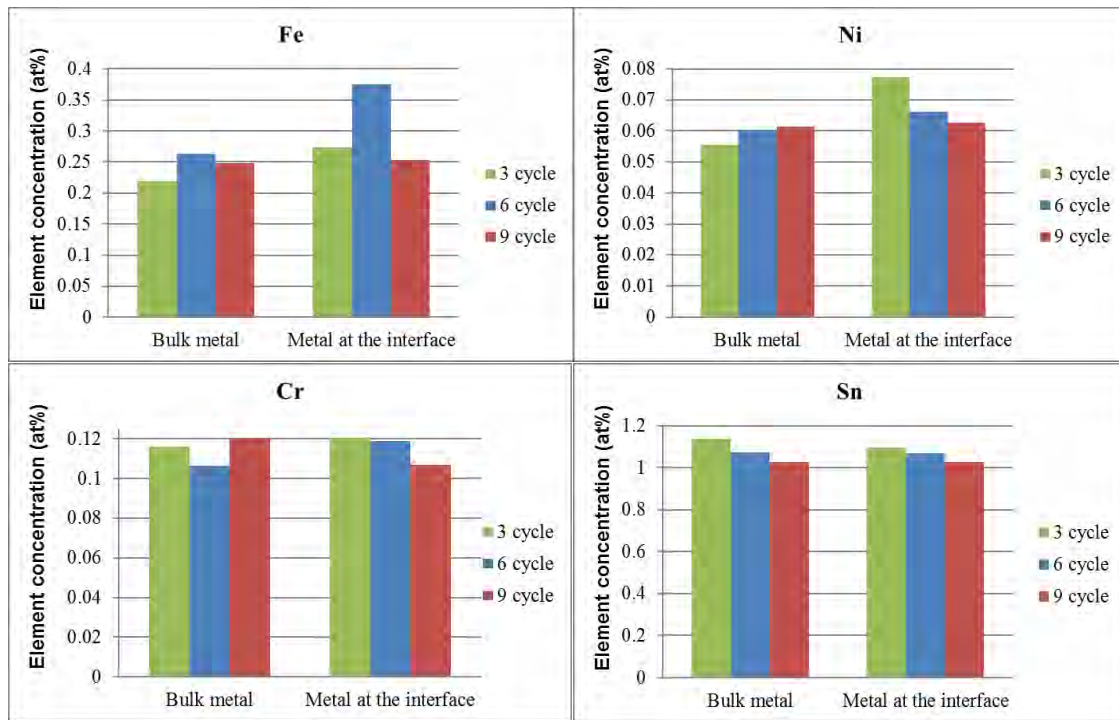 Fe
Element concentration (at%)
0.4
0.35
0.3
0.25
0.2
0.15
0.1
0.05
0
Bulk metal
Metal at the interface
3 cycle
6 cycle
9 cycle
Ni
Element concentration (at%)
0.08
0.07
0.06
0.05
0.04
0.03
0.02
0.01
0
Bulk metal
Metal at the interface
3 cycle
6 cycle
9 cycle
Cr
Element concentration (at%)
0.12
0.1
0.08
0.06
0.04
0.02
0
Bulk metal
Metal at the interface
3 cycle
6 cycle
9 cycle
Sn
Element concentration (at%)
1.2
1
0.8
0.6
0.4
0.2
0
Bulk metal
Metal at the interface
3 cycle
6 cycle
9 cycle